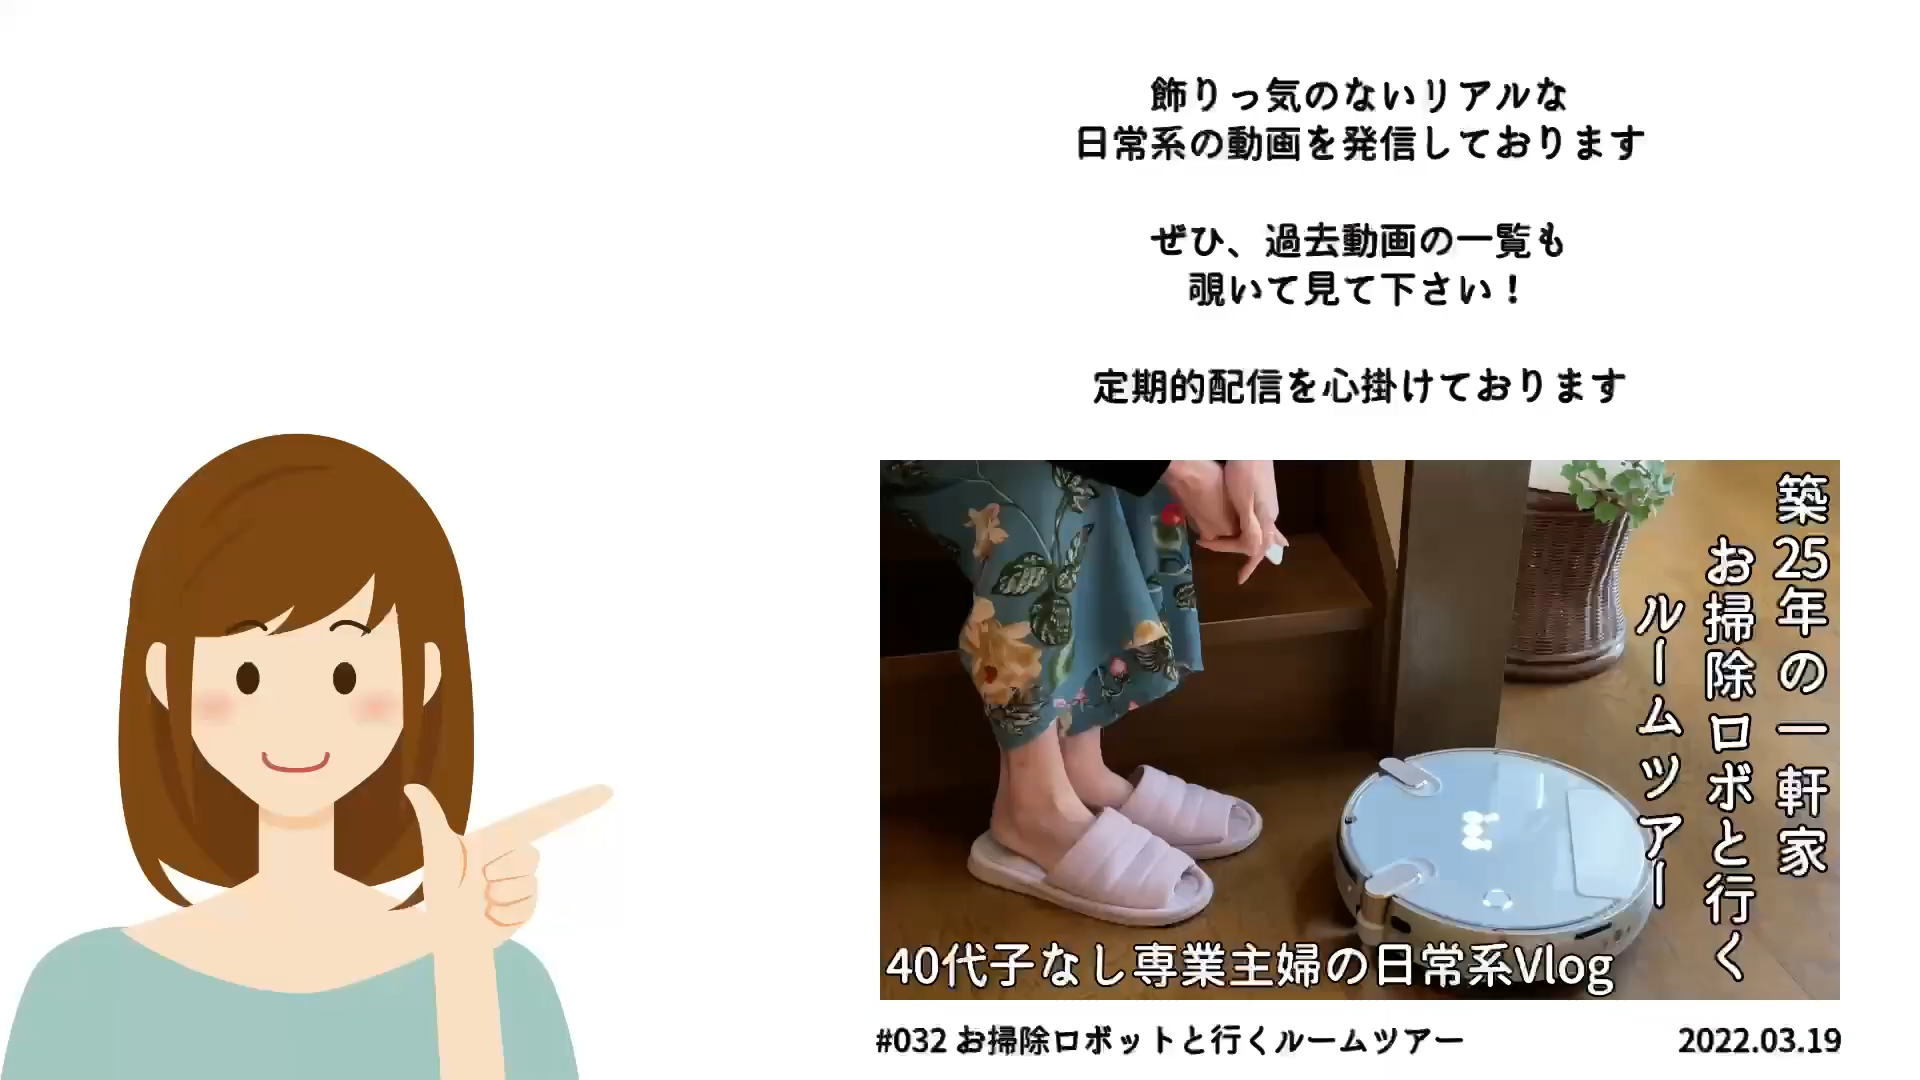 飾りっ気のないリアルな
日常系の動画を発信しております
ぜひ、過去動画の一覧も
覗いて見て下さい！
定期的配信を心掛けております
築25年の一軒家
お掃除ロボと行く
ルームツアー
40代子なし専業主婦の日常系Vlog
#032 お掃除ロボットと行くルームツアー
2022.03.19